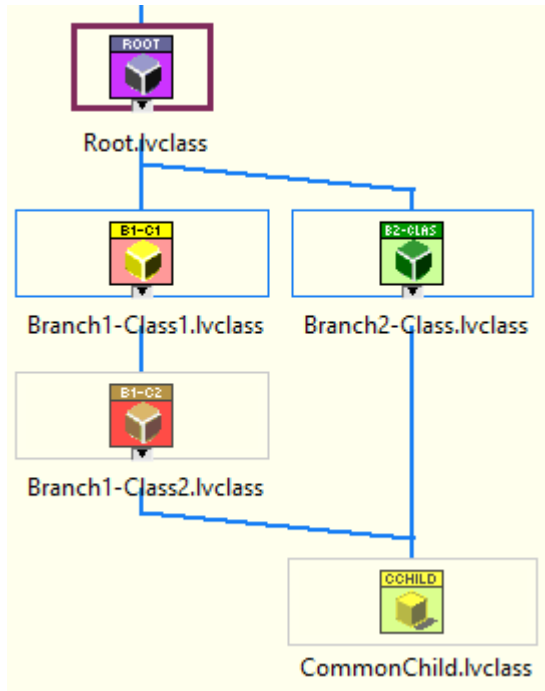 ROOT
Root.lvclass
B1-C1
B2-CLAS
Branch1-Class1.lvclass
Branch2-Class.lvclass
B1-C2
Branch1-Class2.lvclass
CCHILD
CommonChild.lvclass